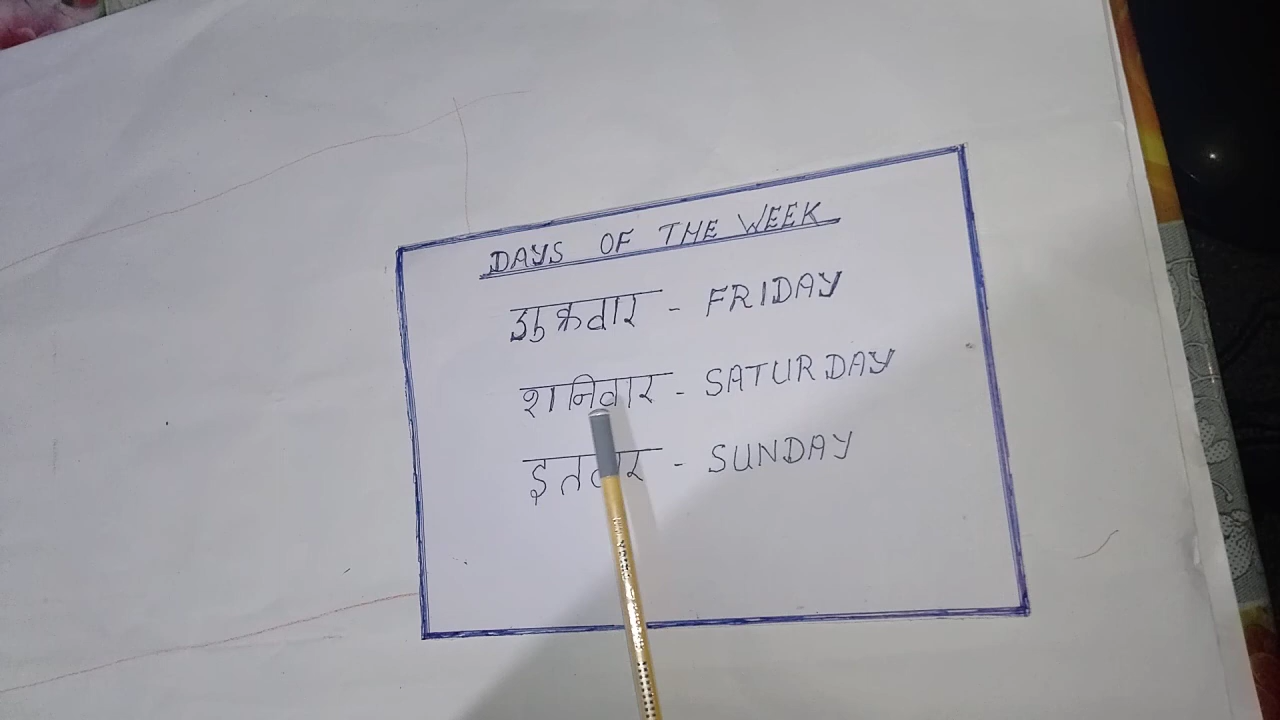 DAYS OF THE WEEK
शुक्रवार - FRIDAY
शनिवार - SATURDAY
इतवार - SUNDAY